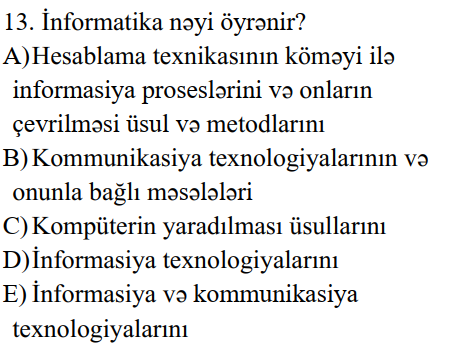 13. İnformatika nəyi öyrənir?
A)Hesablama texnikasının köməyi ilə
informasiya proseslərini və onların
çevrilməsi üsul və metodlarını
B) Kommunikasiya texnologiyalarının və
onunla bağlı məsələləri
C) Kompüterin yaradılması üsullarını
D)İnformasiya texnologiyalarını
E) İnformasiya və kommunikasiya
texnologiyalarını